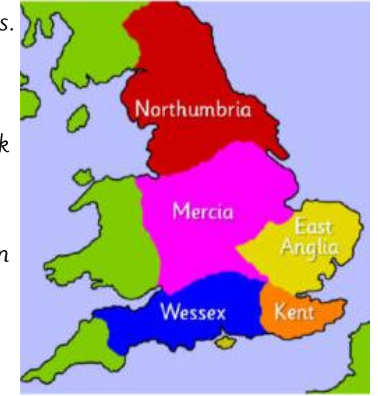 s.
Northumbria
k
Mercia
East
Anglia
n
Wessex
Kent